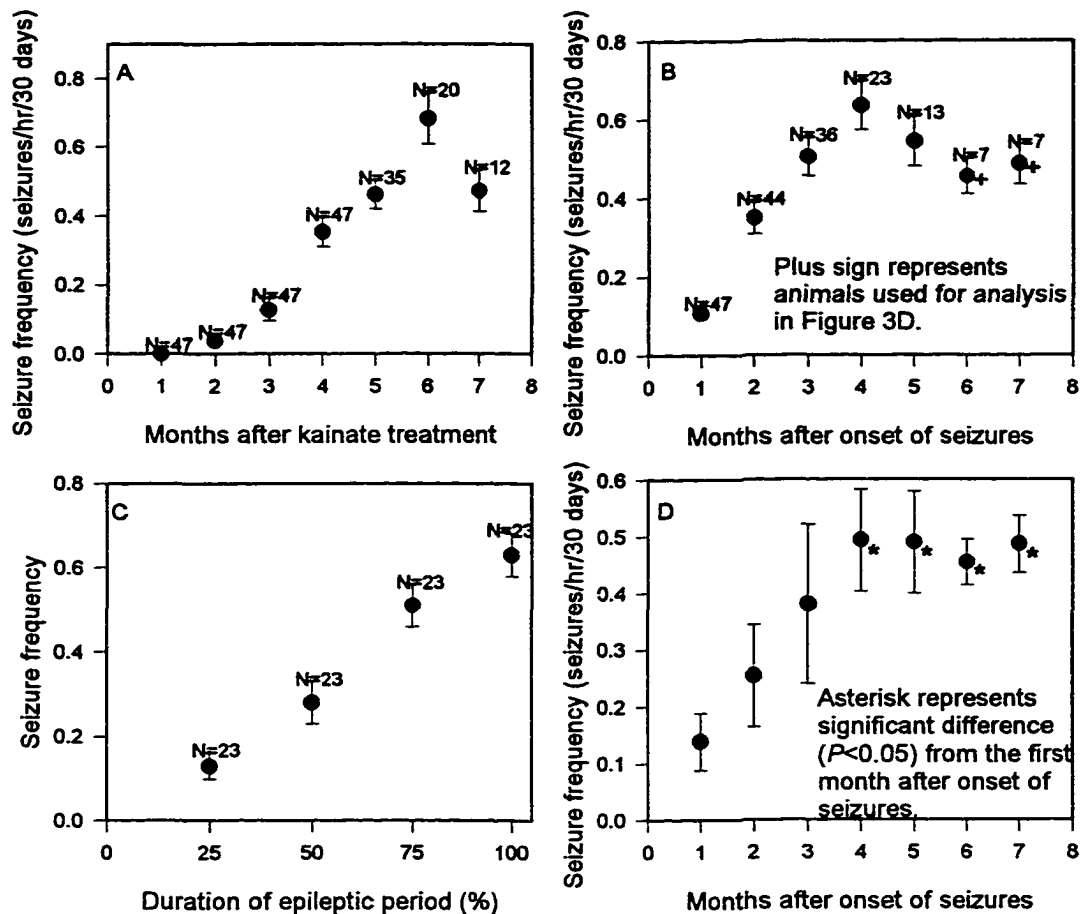 Seizure frequency (seizures/hr/30 days)
A
0.8
0.6
0.4
0.2
0.0
N=47
N=47
N=47
N=47
N=35
N=20
N=12
0 1 2 3 4 5 6 7 8
Months after kainate treatment
Seizure frequency (seizures/hr/30 days)
B
0.8
0.6
0.4
0.2
0.0
N=47
N=44
N=36
N=23
N=13
N=7
N=7
+ +
Plus sign represents
animals used for analysis
in Figure 3D.
0 1 2 3 4 5 6 7 8
Months after onset of seizures
Seizure frequency
C
0.8
0.6
0.4
0.2
0.0
N=23
N=23
N=23
N=23
0 25 50 75 100
Duration of epileptic period (%)
Seizure frequency (seizures/hr/30 days)
D
0.6
0.5
0.4
0.3
0.2
0.1
0.0
* * * *
Asterisk represents
significant difference
(P<0.05) from the first
month after onset of
seizures.
0 1 2 3 4 5 6 7 8
Months after onset of seizures